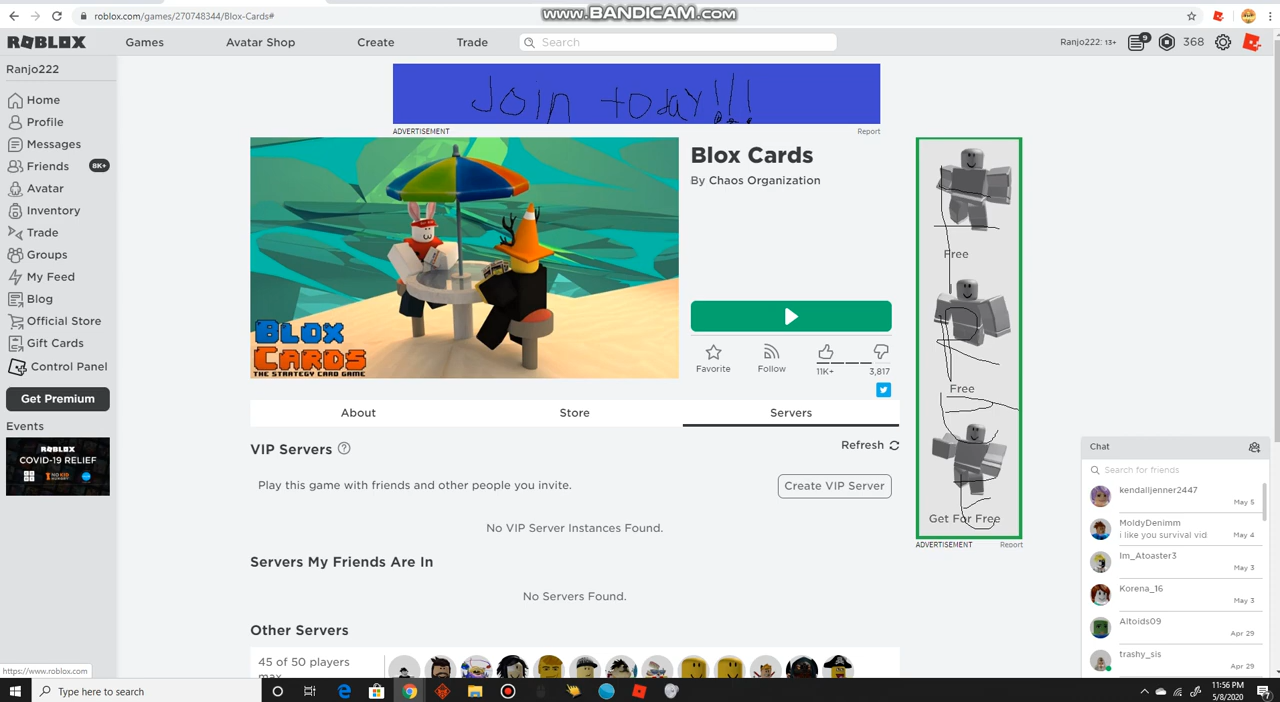 roblox.com/games/270748344/Blox-Cards#
www.BANDICAM.com
ROBLOX
Games
Avatar Shop
Create
Trade
Search
Ranjo222: 13+
9
368
Ranjo222
Home
Profile
Messages
Friends
8K+
Avatar
Inventory
Trade
Groups
My Feed
Blog
Official Store
Gift Cards
Control Panel
Get Premium
Events
ROBLOX
COVID-19 RELIEF
Join today!!!
ADVERTISEMENT
Report
BLOX
CARDS
THE STRATEGY CARD GAME
Blox Cards
By Chaos Organization
Favorite
Follow
11K+
3,817
About
Store
Servers
VIP Servers
Refresh
Play this game with friends and other people you invite.
Create VIP Server
No VIP Server Instances Found.
Servers My Friends Are In
No Servers Found.
Other Servers
45 of 50 players
max
Free
Free
Get For Free
ADVERTISEMENT
Report
Chat
Search for friends
kendalljenner2447
May 5
MoldyDenimm
i like you survival vid
May 4
Im_Atoaster3
May 3
Korena_16
May 3
Altoids09
Apr 29
trashy_sis
Apr 29
https://www.roblox.com
Type here to search
11:56 PM
5/8/2020
7